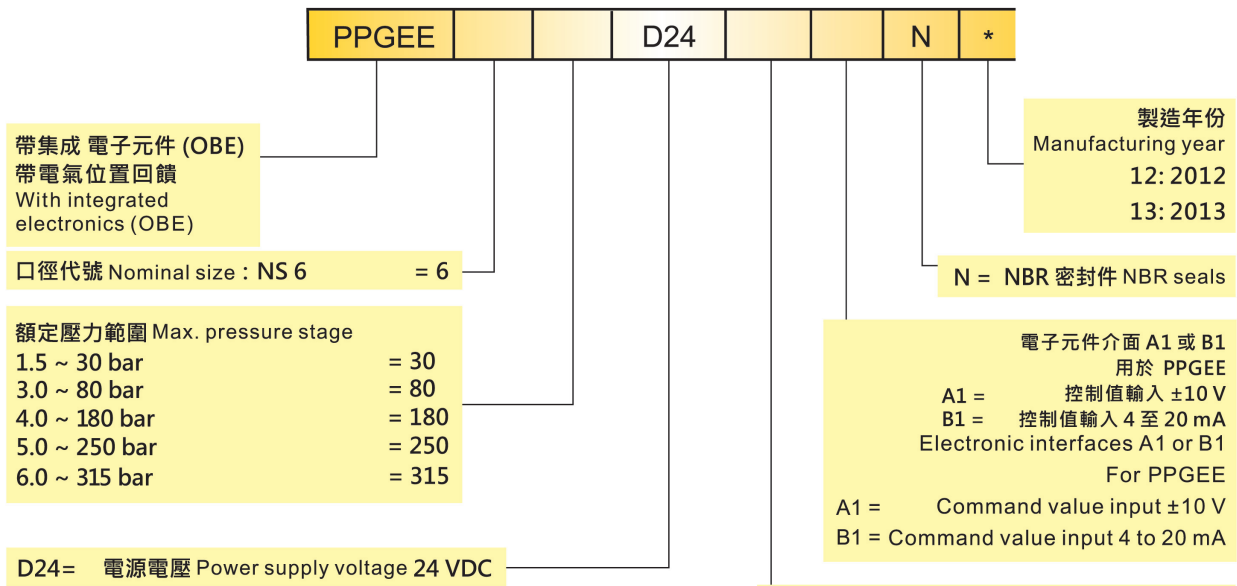 PPGEE D24 N *
帶集成 電子元件 (OBE)
帶電氣位置回饋
With integrated
electronics (OBE)
口徑代號 Nominal size : NS 6 = 6
額定壓力範圍 Max. pressure stage
1.5 ~ 30 bar = 30
3.0 ~ 80 bar = 80
4.0 ~ 180 bar = 180
5.0 ~ 250 bar = 250
6.0 ~ 315 bar = 315
D24= 電源電壓 Power supply voltage 24 VDC
製造年份
Manufacturing year
12: 2012
13: 2013
N = NBR 密封件 NBR seals
電子元件介面 A1 或 B1
用於 PPGEE
A1 = 控制值輸入 ±10 V
B1 = 控制值輸入 4 至 20 mA
Electronic interfaces A1 or B1
For PPGEE
A1 = Command value input ±10 V
B1 = Command value input 4 to 20 mA